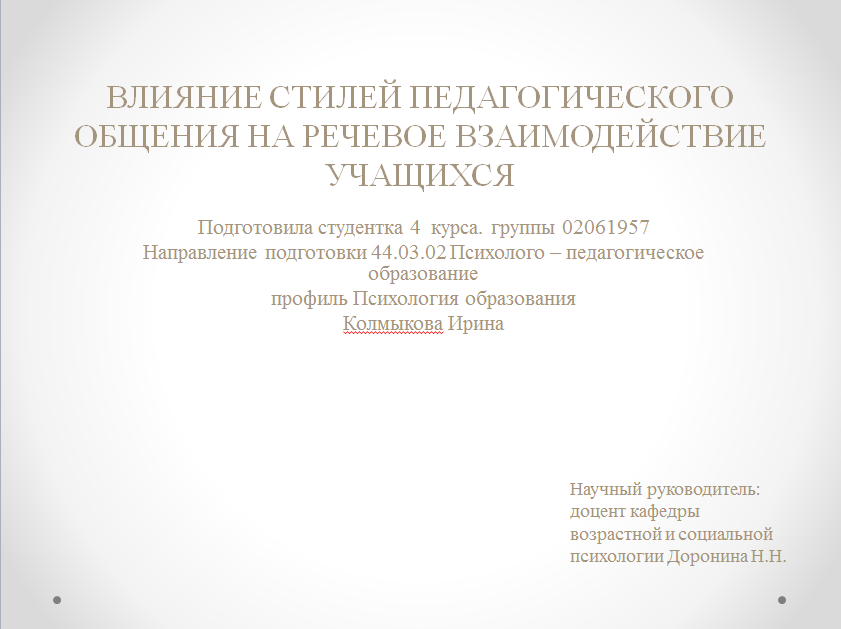 ВЛИЯНИЕ СТИЛЕЙ ПЕДАГОГИЧЕСКОГО
ОБЩЕНИЯ НА РЕЧЕВОЕ ВЗАИМОДЕЙСТВИЕ
УЧАЩИХСЯ
Подготовила студентка 4 курса. группы 02061957
Направление подготовки 44.03.02 Психолого – педагогическое
образование
профиль Психология образования
Колмыкова Ирина
Научный руководитель:
доцент кафедры
возрастной и социальной
психологии Доронина Н.Н.